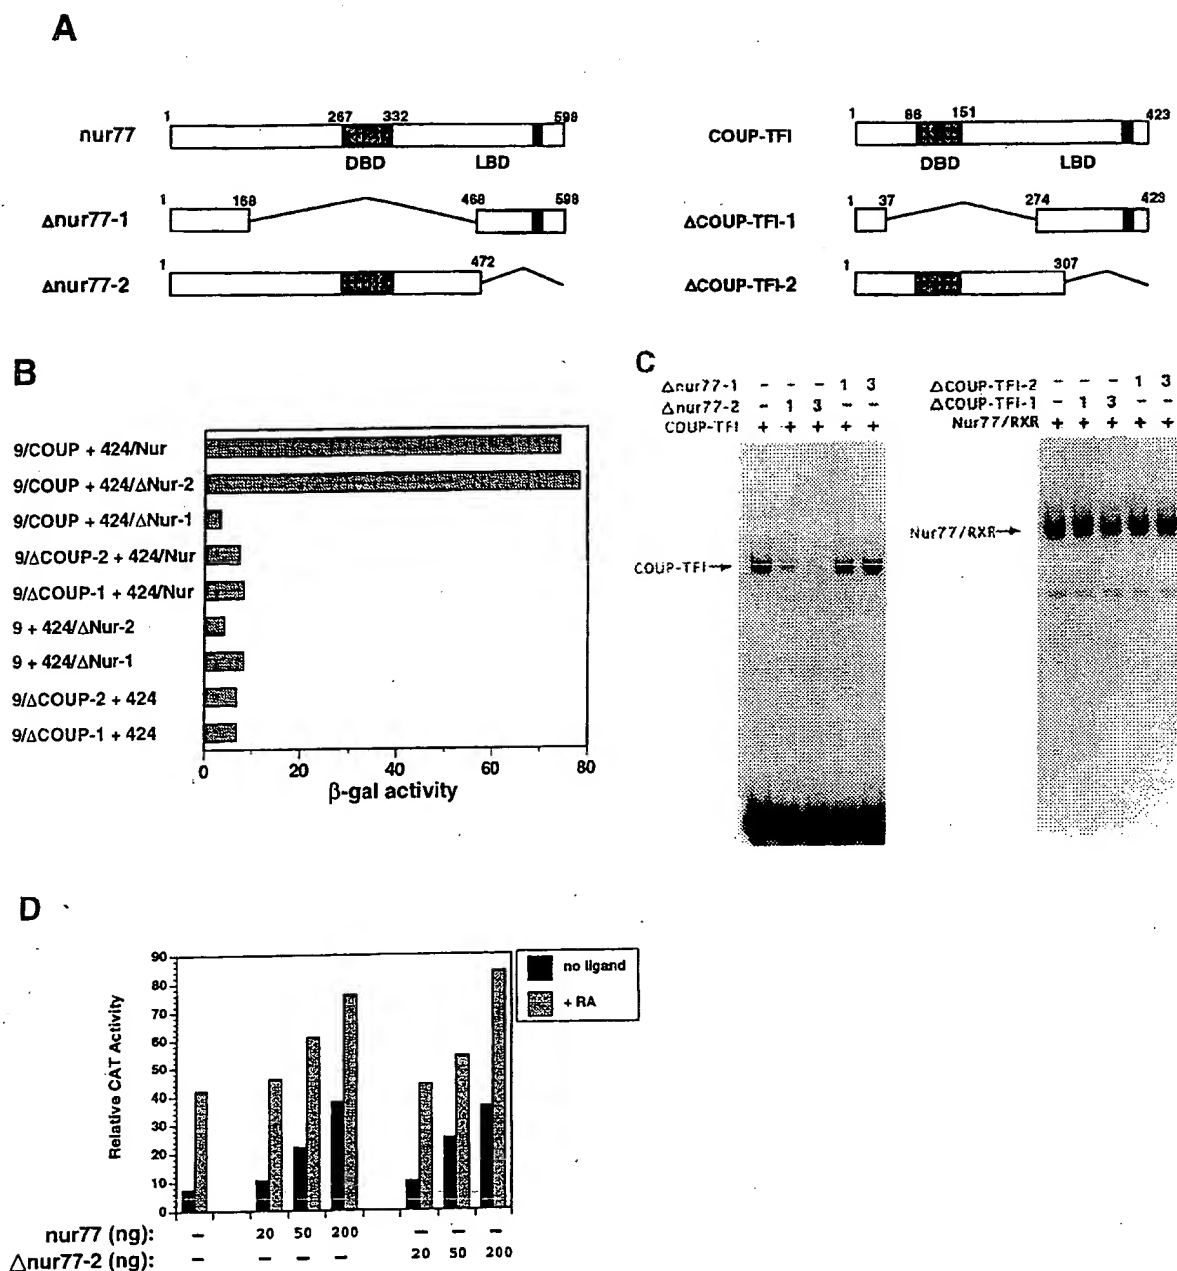 A
nur77
1
267
332
598
DBD
LBD
Δnur77-1
1
168
468
598
Δnur77-2
1
472
COUP-TFI
1
86
151
423
DBD
LBD
ΔCOUP-TFI-1
1
37
274
423
ΔCOUP-TFI-2
1
307
B
9/COUP + 424/Nur
9/COUP + 424/ΔNur-2
9/COUP + 424/ΔNur-1
9/ΔCOUP-2 + 424/Nur
9/ΔCOUP-1 + 424/Nur
9 + 424/ΔNur-2
9 + 424/ΔNur-1
9/ΔCOUP-2 + 424
9/ΔCOUP-1 + 424
0 20 40 60 80
β-gal activity
C
Δnur77-1 - - - 1 3
Δnur77-2 - 1 3 - -
COUP-TFI + + + + +
COUP-TFI
ΔCOUP-TFI-2 - - - 1 3
ΔCOUP-TFI-1 - 1 3 - -
Nur77/RXR + + + + +
Nur77/RXR
D
Relative CAT Activity
90
80
70
60
50
40
30
20
10
0
no ligand
+ RA
nur77 (ng): - 20 50 200 - - -
Δnur77-2 (ng): - - - - 20 50 200